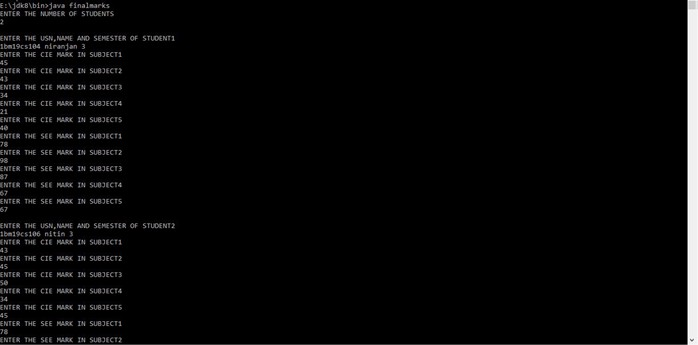 E:\jdk8\bin>java finalmarks
ENTER THE NUMBER OF STUDENTS
2
ENTER THE USN,NAME AND SEMESTER OF STUDENT1
1bm19cs104 niranjan 3
ENTER THE CIE MARK IN SUBJECT1
45
ENTER THE CIE MARK IN SUBJECT2
43
ENTER THE CIE MARK IN SUBJECT3
34
ENTER THE CIE MARK IN SUBJECT4
21
ENTER THE CIE MARK IN SUBJECT5
40
ENTER THE SEE MARK IN SUBJECT1
78
ENTER THE SEE MARK IN SUBJECT2
98
ENTER THE SEE MARK IN SUBJECT3
87
ENTER THE SEE MARK IN SUBJECT4
67
ENTER THE SEE MARK IN SUBJECT5
67
ENTER THE USN,NAME AND SEMESTER OF STUDENT2
1bm19cs106 nitin 3
ENTER THE CIE MARK IN SUBJECT1
43
ENTER THE CIE MARK IN SUBJECT2
45
ENTER THE CIE MARK IN SUBJECT3
50
ENTER THE CIE MARK IN SUBJECT4
34
ENTER THE CIE MARK IN SUBJECT5
45
ENTER THE SEE MARK IN SUBJECT1
78
ENTER THE SEE MARK IN SUBJECT2